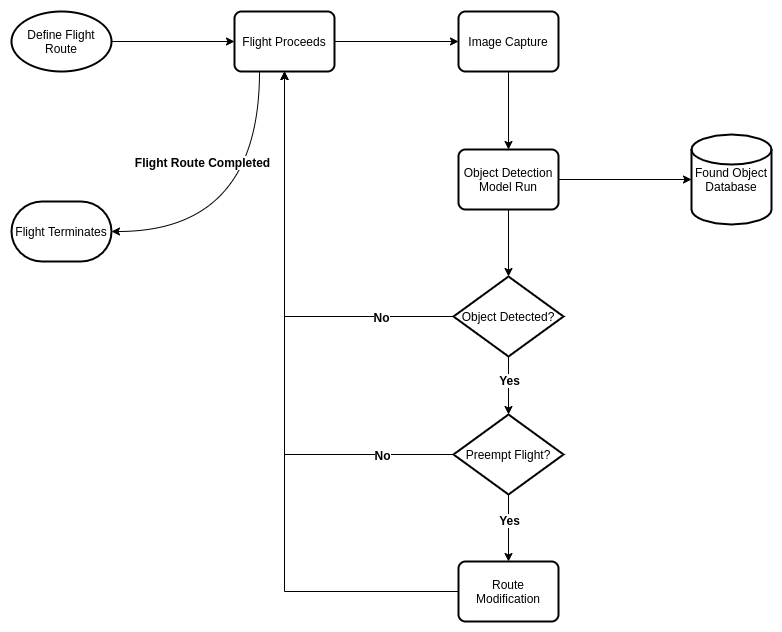 Define Flight
Route
Flight Proceeds
Image Capture
Flight Route Completed
Object Detection
Model Run
Found Object
Database
Flight Terminates
Object Detected?
No
Yes
Preempt Flight?
No
Yes
Route
Modification